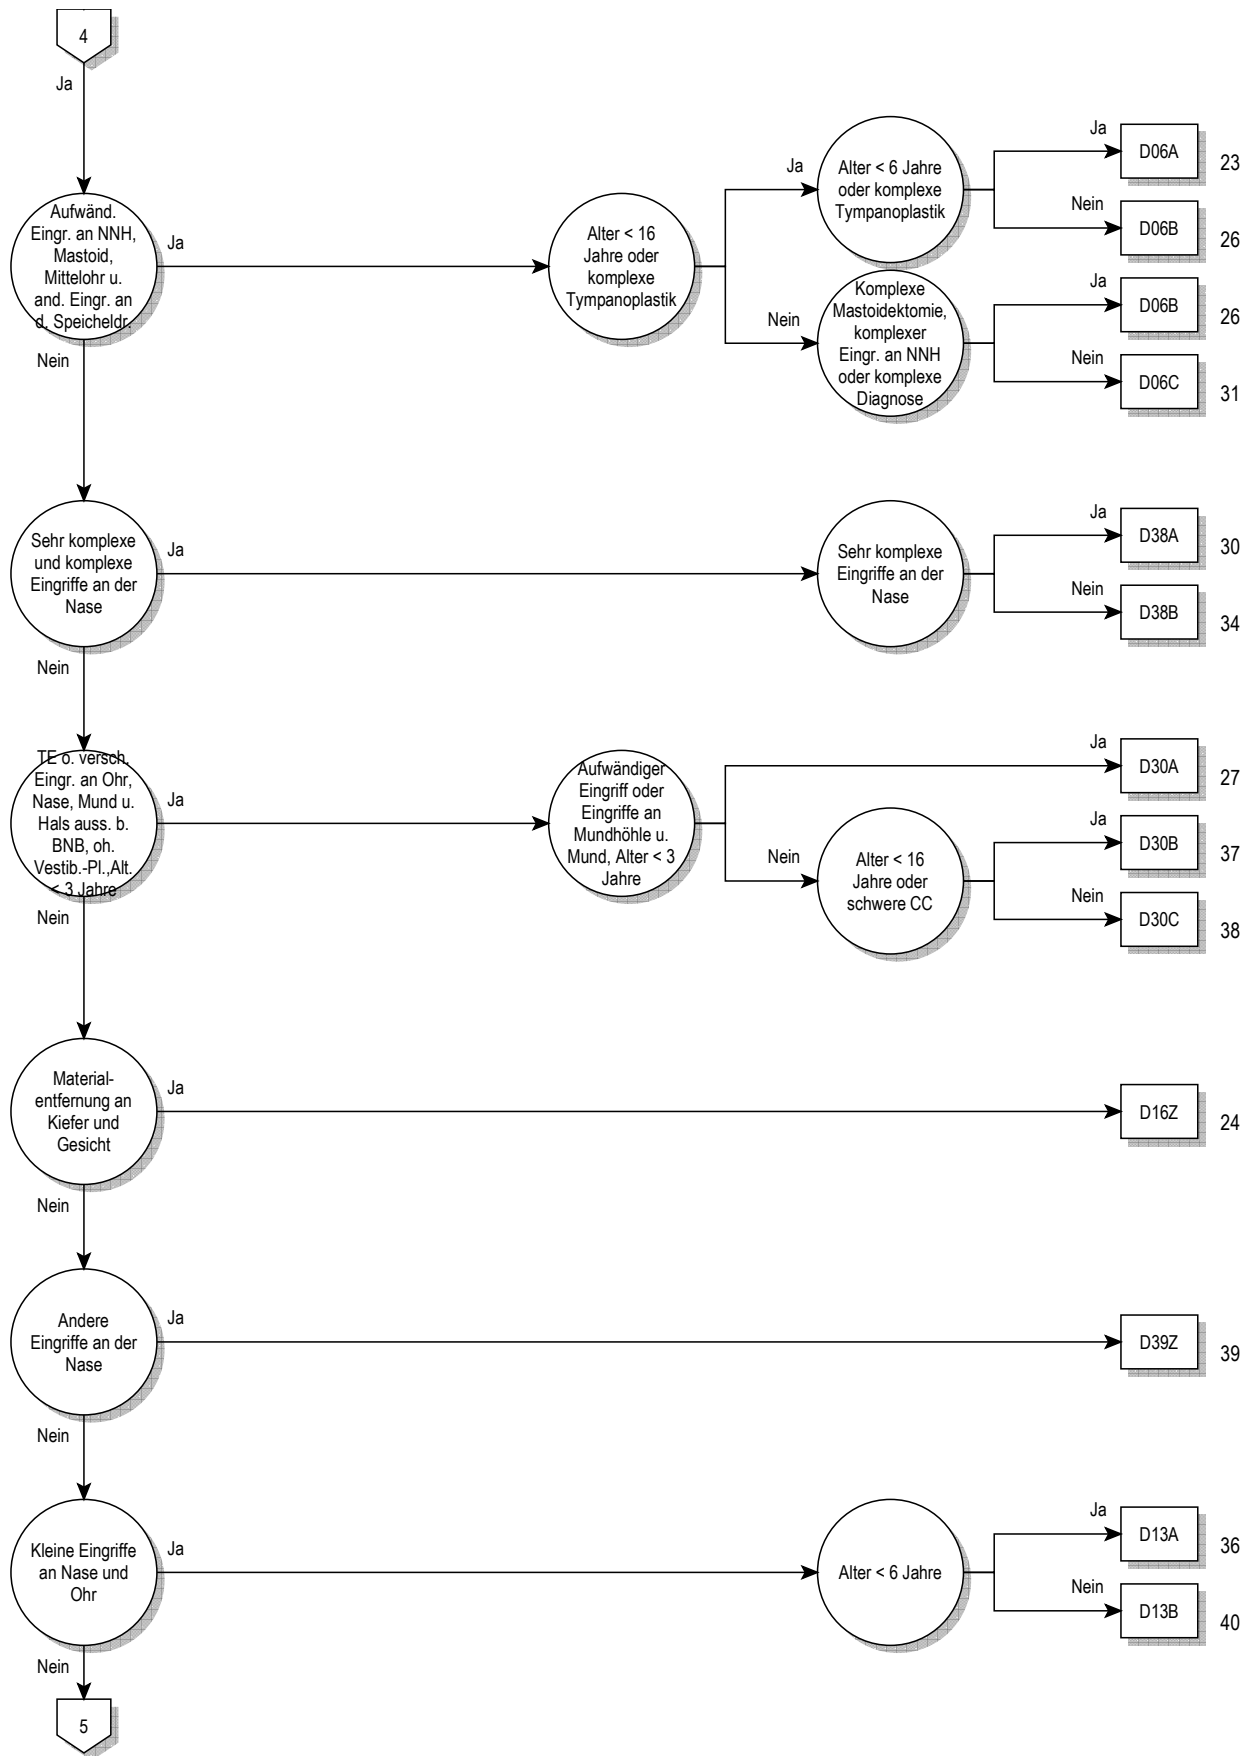 4
Ja
Aufwänd.
Eingr. an NNH,
Mastoid,
Mittelohr u.
and. Eingr. an
d. Speicheldr.
Ja
Alter < 16
Jahre oder
komplexe
Tympanoplastik
Ja
Alter < 6 Jahre
oder komplexe
Tympanoplastik
Ja
D06A
23
Nein
D06B
26
Nein
Komplexe
Mastoidektomie,
komplexer
Eingr. an NNH
oder komplexe
Diagnose
Ja
D06B
26
Nein
D06C
31
Nein
Sehr komplexe
und komplexe
Eingriffe an der
Nase
Ja
Sehr komplexe
Eingriffe an der
Nase
Ja
D38A
30
Nein
D38B
34
Nein
TE o. versch.
Eingr. an Ohr,
Nase, Mund u.
Hals auss. b.
BNB, oh.
Vestib.-Pl.,Alt.
< 3 Jahre
Ja
Aufwändiger
Eingriff oder
Eingriffe an
Mundhöhle u.
Mund, Alter < 3
Jahre
Ja
D30A
27
Nein
Alter < 16
Jahre oder
schwere CC
Ja
D30B
37
Nein
D30C
38
Nein
Material-
entfernung an
Kiefer und
Gesicht
Ja
D16Z
24
Nein
Andere
Eingriffe an der
Nase
Ja
D39Z
39
Nein
Kleine Eingriffe
an Nase und
Ohr
Ja
Alter < 6 Jahre
Ja
D13A
36
Nein
D13B
40
Nein
5